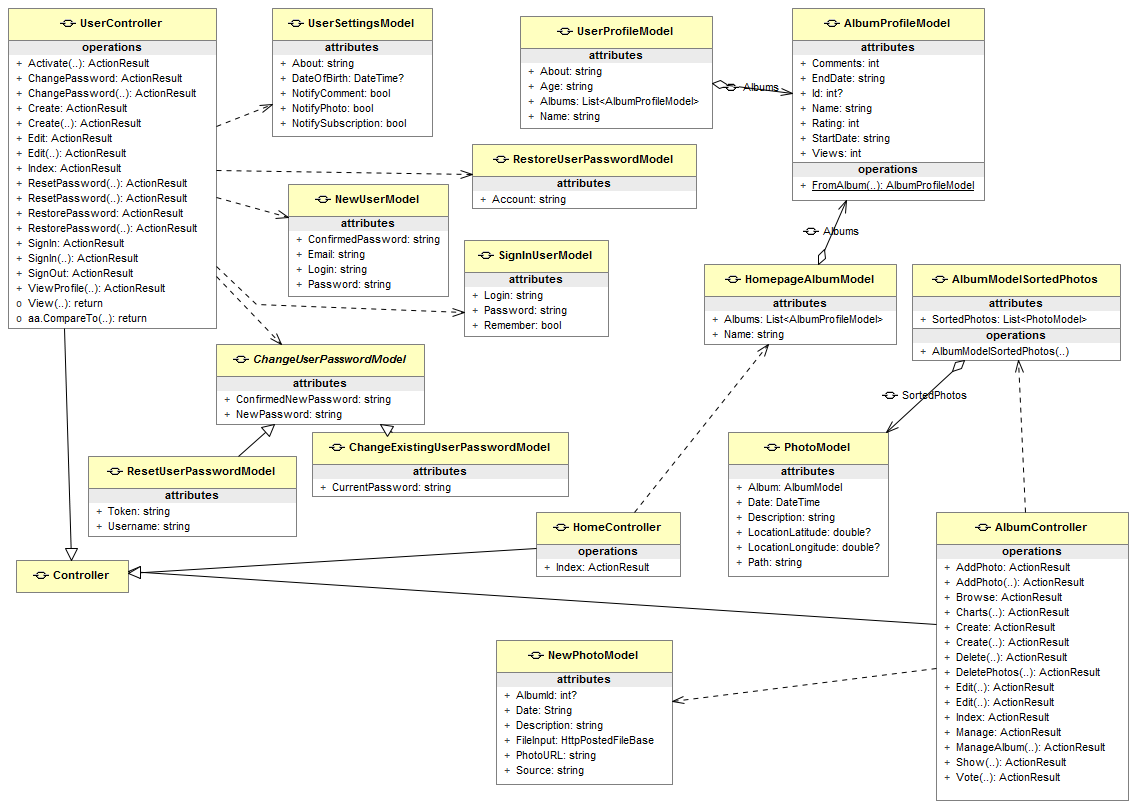 UserController
operations
+ Activate(..): ActionResult
+ ChangePassword: ActionResult
+ ChangePassword(..): ActionResult
+ Create: ActionResult
+ Create(..): ActionResult
+ Edit: ActionResult
+ Edit(..): ActionResult
+ Index: ActionResult
+ ResetPassword(..): ActionResult
+ ResetPassword(..): ActionResult
+ RestorePassword: ActionResult
+ RestorePassword(..): ActionResult
+ SignIn: ActionResult
+ SignIn(..): ActionResult
+ SignOut: ActionResult
+ ViewProfile(..): ActionResult
o View(..): return
o aa.CompareTo(..): return
UserSettingsModel
attributes
+ About: string
+ DateOfBirth: DateTime?
+ NotifyComment: bool
+ NotifyPhoto: bool
+ NotifySubscription: bool
UserProfileModel
attributes
+ About: string
+ Age: string
+ Albums: List<AlbumProfileModel>
+ Name: string
Albums
AlbumProfileModel
attributes
+ Comments: int
+ EndDate: string
+ Id: int?
+ Name: string
+ Rating: int
+ StartDate: string
+ Views: int
operations
+ FromAlbum(..): AlbumProfileModel
RestoreUserPasswordModel
attributes
+ Account: string
NewUserModel
attributes
+ ConfirmedPassword: string
+ Email: string
+ Login: string
+ Password: string
SignInUserModel
attributes
+ Login: string
+ Password: string
+ Remember: bool
Albums
HomepageAlbumModel
attributes
+ Albums: List<AlbumProfileModel>
+ Name: string
AlbumModelSortedPhotos
attributes
+ SortedPhotos: List<PhotoModel>
operations
+ AlbumModelSortedPhotos(..)
SortedPhotos
ChangeUserPasswordModel
attributes
+ ConfirmedNewPassword: string
+ NewPassword: string
ResetUserPasswordModel
attributes
+ Token: string
+ Username: string
ChangeExistingUserPasswordModel
attributes
+ CurrentPassword: string
PhotoModel
attributes
+ Album: AlbumModel
+ Date: DateTime
+ Description: string
+ LocationLatitude: double?
+ LocationLongitude: double?
+ Path: string
Controller
HomeController
operations
+ Index: ActionResult
AlbumController
operations
+ AddPhoto: ActionResult
+ AddPhoto(..): ActionResult
+ Browse: ActionResult
+ Charts(..): ActionResult
+ Create: ActionResult
+ Create(..): ActionResult
+ Delete(..): ActionResult
+ DeletePhotos(..): ActionResult
+ Edit(..): ActionResult
+ Edit(..): ActionResult
+ Index: ActionResult
+ Manage: ActionResult
+ ManageAlbum(..): ActionResult
+ Show(..): ActionResult
+ Vote(..): ActionResult
NewPhotoModel
attributes
+ AlbumId: int?
+ Date: String
+ Description: string
+ FileInput: HttpPostedFileBase
+ PhotoURL: string
+ Source: string